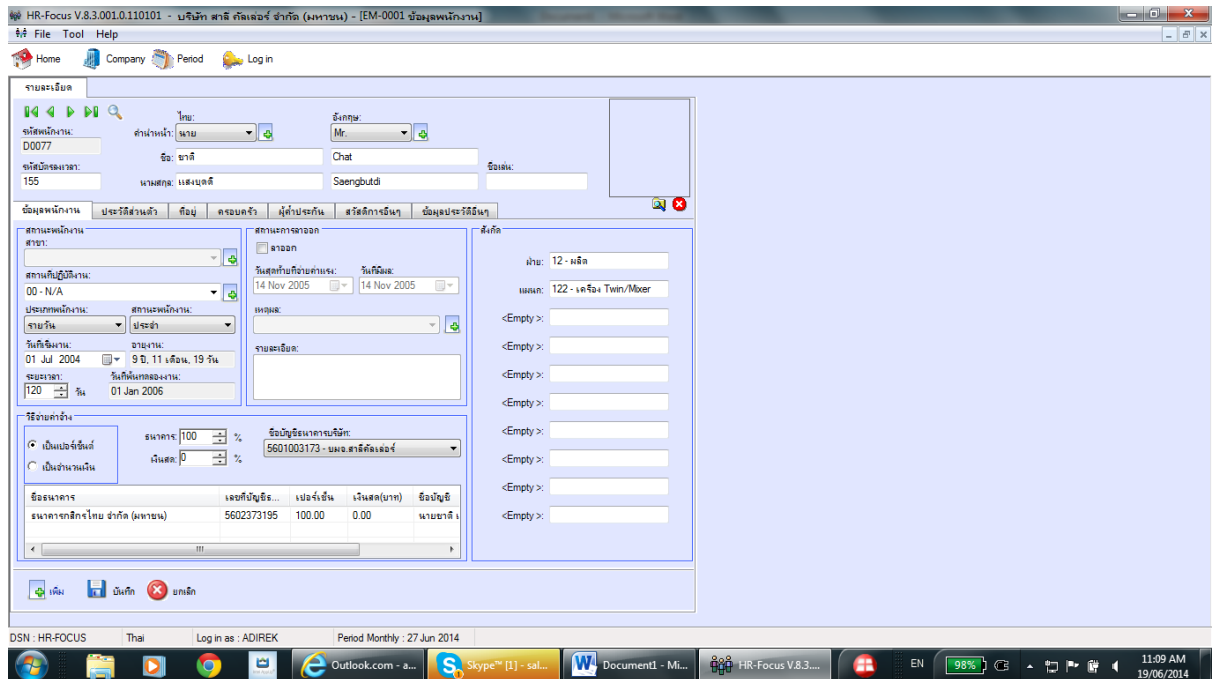 HR-Focus V.8.3.001.0.110101 - บริษัท สาลี่ คัลเล่อร์ จำกัด (มหาชน) - [EM-0001 ข้อมูลพนักงาน]
File Tool Help
Home Company Period Log in
รายละเอียด
ไทย: อังกฤษ:
รหัสพนักงาน: คำนำหน้า: นาย Mr.
D0077
ชื่อ: ชาติ Chat
รหัสบัตรลงเวลา: ชื่อเล่น:
155 นามสกุล: แสงบุดดี Saengbutdi
ข้อมูลพนักงาน ประวัติส่วนตัว ที่อยู่ ครอบครัว ผู้ค้ำประกัน สวัสดิการอื่นๆ ข้อมูลประวัติอื่นๆ
สถานะพนักงาน สถานะการลาออก สังกัด
สาขา: ลาออก
ฝ่าย: 12 - ผลิต
สถานที่ปฏิบัติงาน: วันสุดท้ายที่จ่ายค่าแรง: วันที่มีผล:
00 - N/A 14 Nov 2005 14 Nov 2005
แผนก: 122 - เครื่อง Twin/Mixer
ประเภทพนักงาน: สถานะพนักงาน: เหตุผล:
รายวัน ประจำ
<Empty >:
วันที่เริ่มงาน: อายุงาน: รายละเอียด:
<Empty >:
01 Jul 2004 9 ปี, 11 เดือน, 19 วัน
ระยะเวลา: วันที่พ้นทดลองงาน:
<Empty >:
120 วัน 01 Jan 2006
<Empty >:
วิธีจ่ายค่าจ้าง
เป็นเปอร์เซ็นต์ ธนาคาร: 100 % ชื่อบัญชีธนาคารบริษัท:
<Empty >:
เป็นจำนวนเงิน เงินสด: 0 % 5601003173 - บมจ.สาลี่คัลเล่อร์
<Empty >:
<Empty >:
ชื่อธนาคาร เลขที่บัญชีธ... เปอร์เซ็น เงินสด(บาท) ชื่อบัญชี
ธนาคารกสิกรไทย จำกัด (มหาชน) 5602373195 100.00 0.00 นายชาติ แ
<Empty >:
เพิ่ม บันทึก ยกเลิก
DSN : HR-FOCUS Thai Log in as : ADIREK Period Monthly : 27 Jun 2014
Outlook.com - a... Skype™ [1] - sal... Document1 - Mi... HR-Focus V.8.3.... EN 98% 11:09 AM
19/06/2014